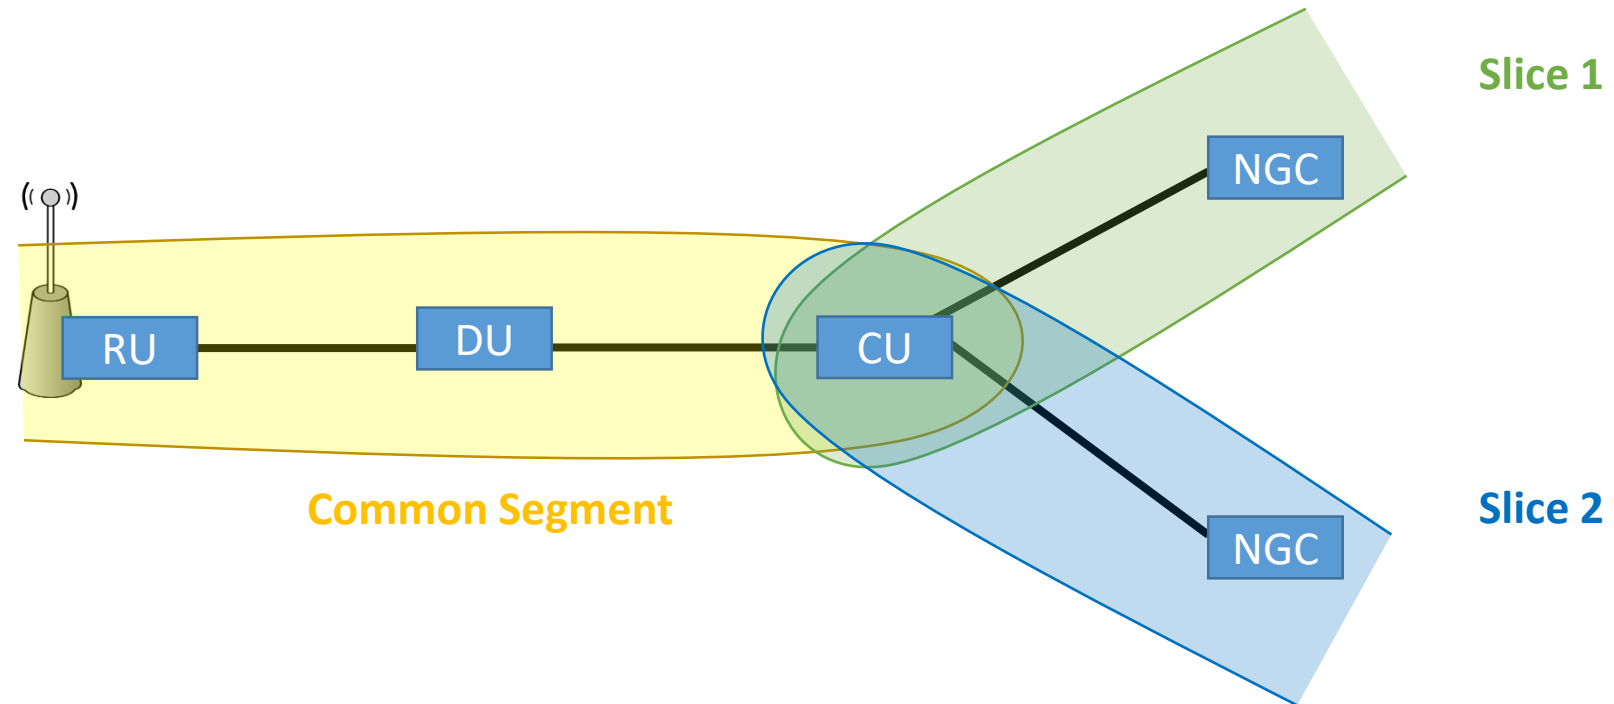 Slice 1
NGC
RU
DU
CU
Common Segment
Slice 2
NGC